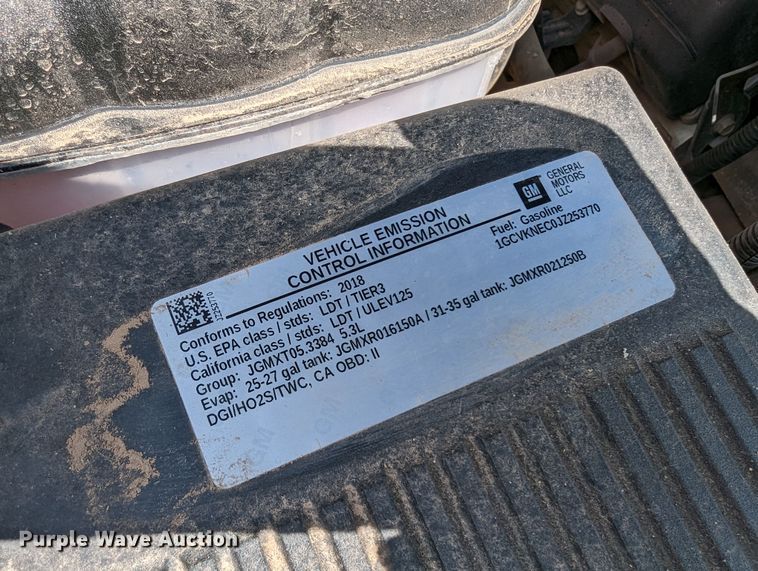 GM
GENERAL
MOTORS
LLC
VEHICLE EMISSION
CONTROL INFORMATION
Fuel: Gasoline
1GCVKNEC0JZ253770
JZ253770
Conforms to Regulations: 2018
U.S. EPA class / stds: LDT / TIER3
California class / stds: LDT / ULEV125
Group: JGMXT05.3384 5.3L
Evap: 25-27 gal tank: JGMXR016150A / 31-35 gal tank: JGMXR021250B
DGI/HO2S/TWC, CA OBD: II
Purple Wave Auction